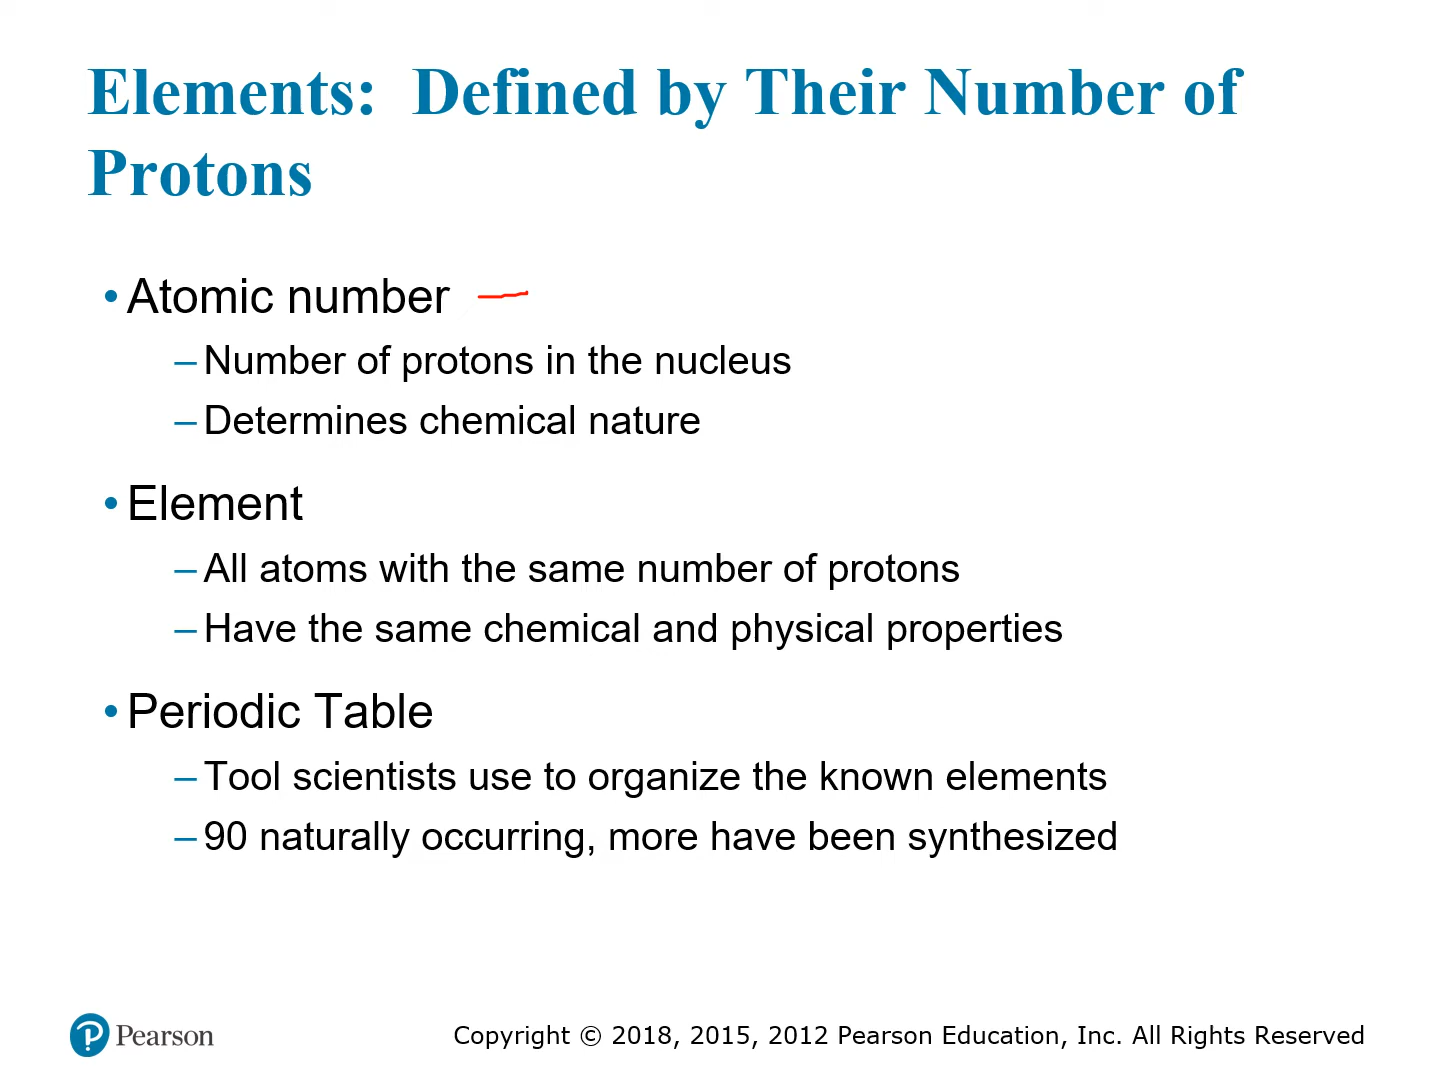 Elements:  Defined by Their Number of
Protons
• Atomic number
– Number of protons in the nucleus
– Determines chemical nature
• Element
– All atoms with the same number of protons
– Have the same chemical and physical properties
• Periodic Table
– Tool scientists use to organize the known elements
– 90 naturally occurring, more have been synthesized
Pearson
Copyright © 2018, 2015, 2012 Pearson Education, Inc. All Rights Reserved